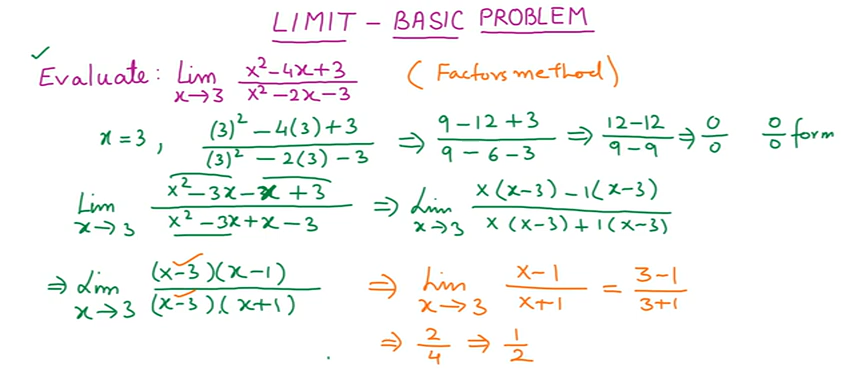 LIMIT - BASIC PROBLEM
✓
Evaluate: Lim x→3 (x²-4x+3)/(x²-2x-3) (Factors method)
x=3, ((3)²-4(3)+3)/((3)²-2(3)-3) ⇒ (9-12+3)/(9-6-3) ⇒ (12-12)/(9-9) ⇒ 0/0 0/0 form
Lim x→3 (x²-3x-x+3)/(x²-3x+x-3) ⇒ Lim x→3 (x(x-3)-1(x-3))/(x(x-3)+1(x-3))
⇒ Lim x→3 ((x-3)(x-1))/((x-3)(x+1)) ⇒ Lim x→3 (x-1)/(x+1) = (3-1)/(3+1)
⇒ 2/4 ⇒ 1/2